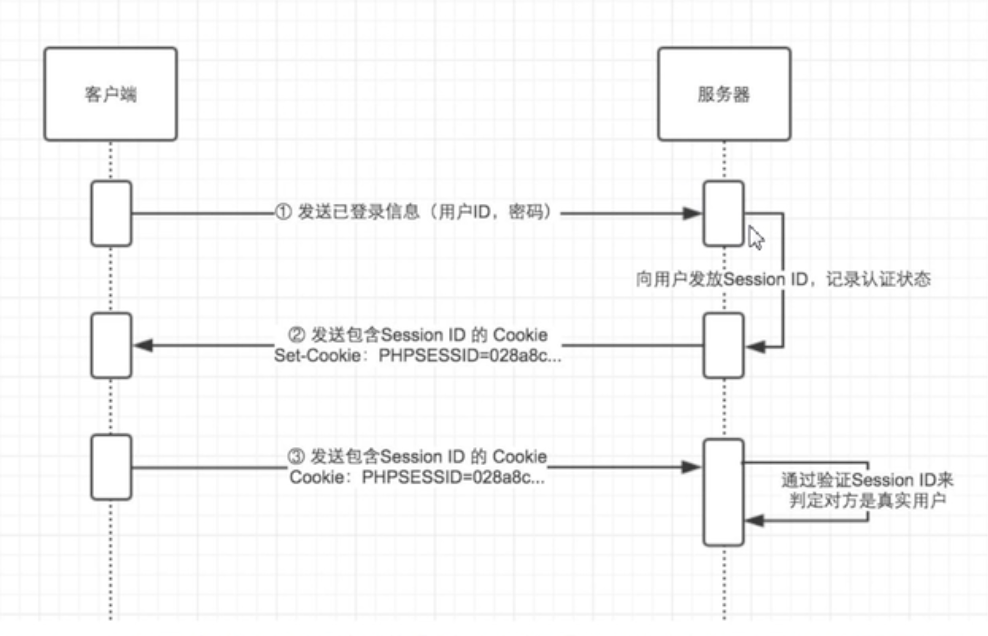 客户端
服务器
① 发送已登录信息（用户ID，密码）
向用户发放Session ID，记录认证状态
② 发送包含Session ID 的 Cookie
Set-Cookie：PHPSESSID=028a8c...
③ 发送包含Session ID 的 Cookie
Cookie：PHPSESSID=028a8c...
通过验证Session ID来
判定对方是真实用户